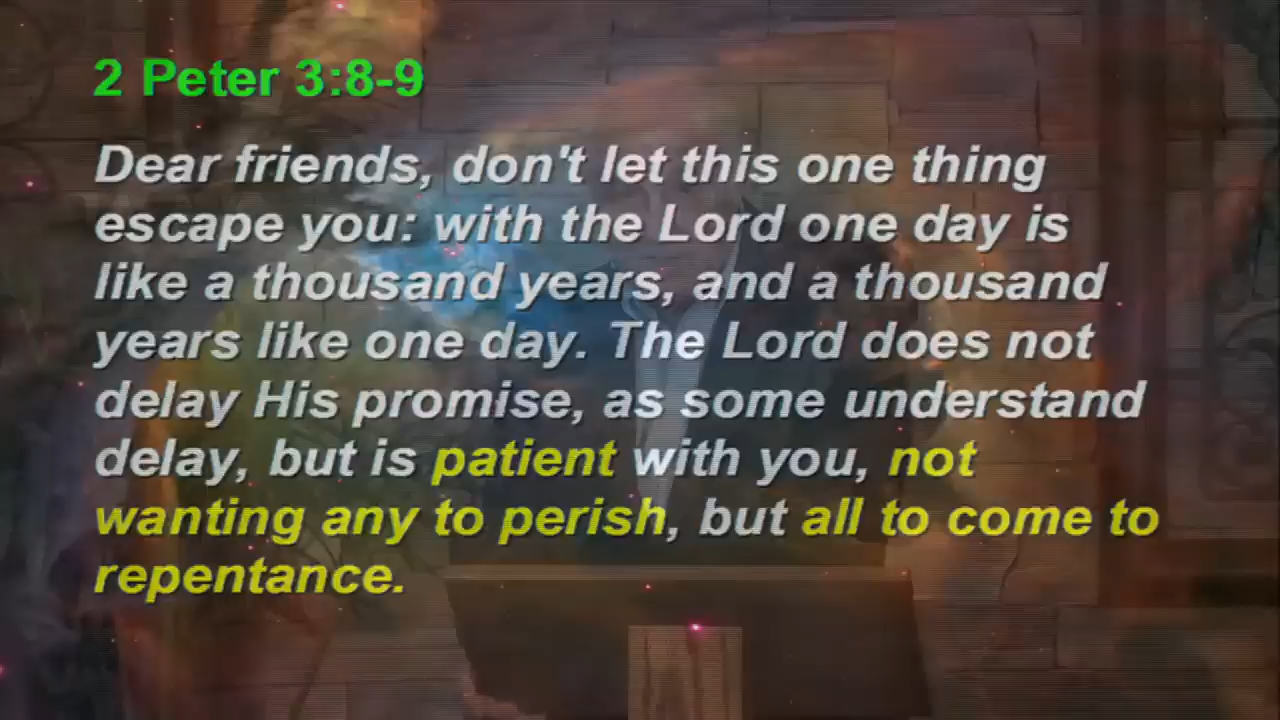 2 Peter 3:8-9
Dear friends, don't let this one thing
escape you: with the Lord one day is
like a thousand years, and a thousand
years like one day. The Lord does not
delay His promise, as some understand
delay, but is patient with you, not
wanting any to perish, but all to come to
repentance.